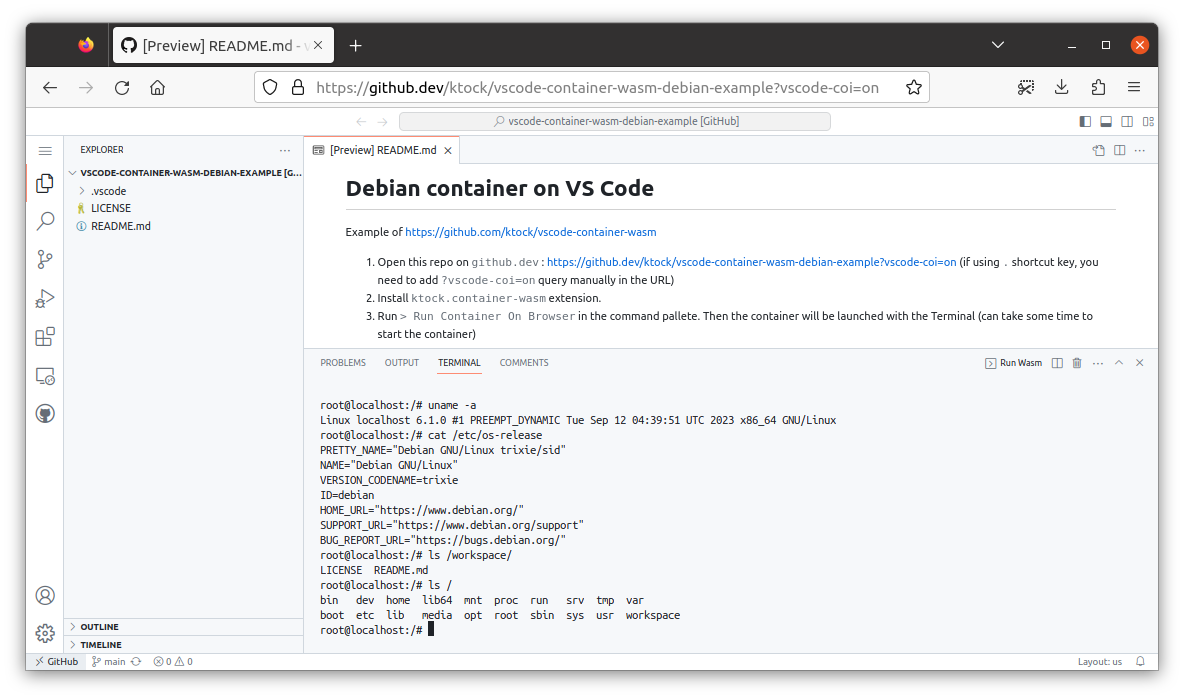 [Preview] README.md - v
https://github.dev/ktock/vscode-container-wasm-debian-example?vscode-coi=on
vscode-container-wasm-debian-example [GitHub]
EXPLORER
VSCODE-CONTAINER-WASM-DEBIAN-EXAMPLE [G...
.vscode
LICENSE
README.md
OUTLINE
TIMELINE
[Preview] README.md
Debian container on VS Code
Example of https://github.com/ktock/vscode-container-wasm
1. Open this repo on github.dev: https://github.dev/ktock/vscode-container-wasm-debian-example?vscode-coi=on (if using . shortcut key, you
need to add ?vscode-coi=on query manually in the URL)
2. Install ktock.container-wasm extension.
3. Run > Run Container On Browser in the command pallete. Then the container will be launched with the Terminal (can take some time to
start the container)
PROBLEMS OUTPUT TERMINAL COMMENTS Run Wasm
root@localhost:/# uname -a
Linux localhost 6.1.0 #1 PREEMPT_DYNAMIC Tue Sep 12 04:39:51 UTC 2023 x86_64 GNU/Linux
root@localhost:/# cat /etc/os-release
PRETTY_NAME="Debian GNU/Linux trixie/sid"
NAME="Debian GNU/Linux"
VERSION_CODENAME=trixie
ID=debian
HOME_URL="https://www.debian.org/"
SUPPORT_URL="https://www.debian.org/support"
BUG_REPORT_URL="https://bugs.debian.org/"
root@localhost:/# ls /workspace/
LICENSE README.md
root@localhost:/# ls /
bin dev home lib64 mnt proc run srv tmp var
boot etc lib media opt root sbin sys usr workspace
root@localhost:/#
GitHub main 0 0 Layout: us